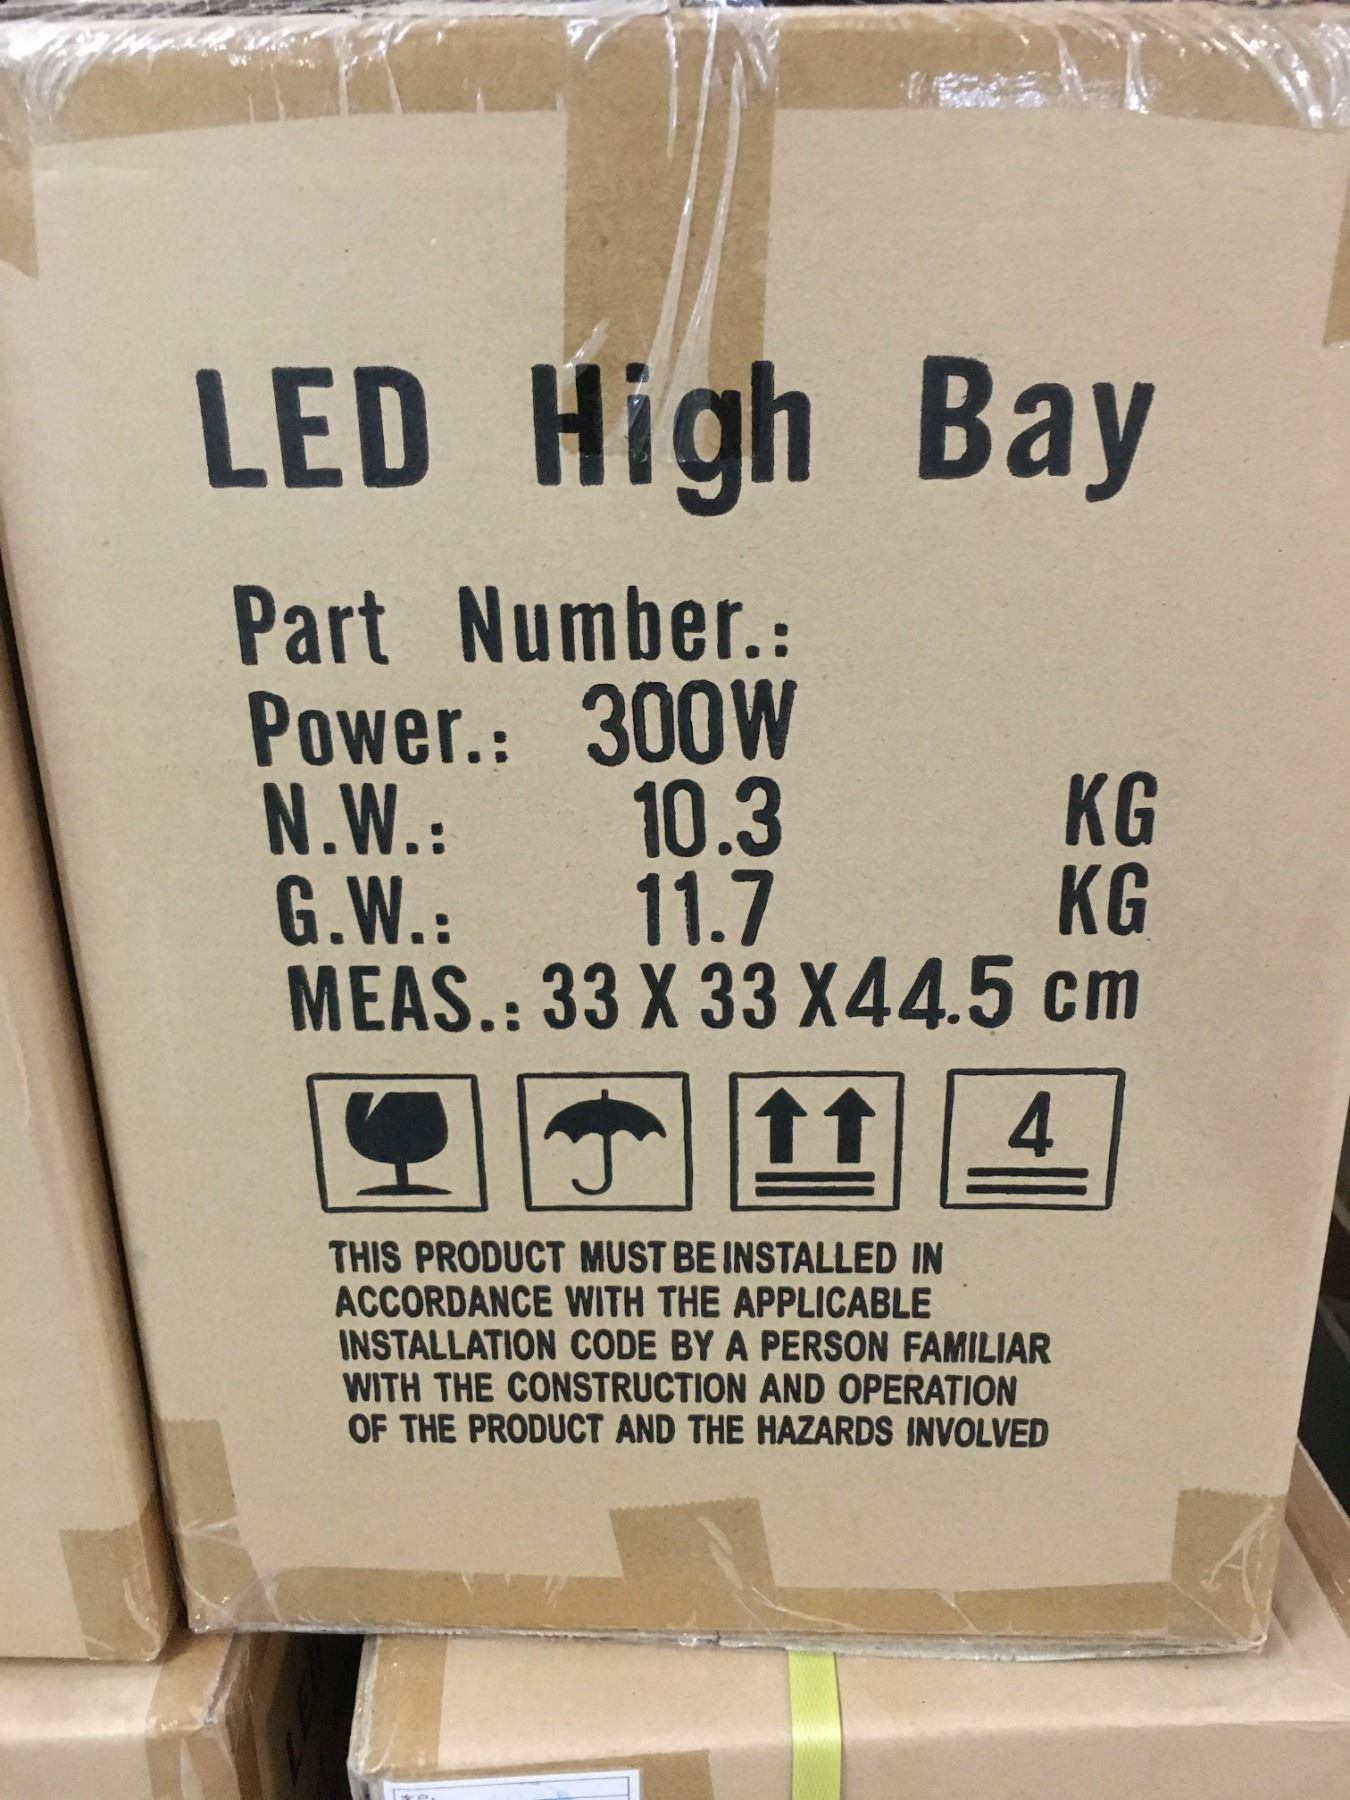 LED High Bay
Part Number.:
Power.: 300W
N.W.: 10.3 KG
G.W.: 11.7 KG
MEAS.: 33 X 33 X44.5 cm
4
THIS PRODUCT MUST BE INSTALLED IN
ACCORDANCE WITH THE APPLICABLE
INSTALLATION CODE BY A PERSON FAMILIAR
WITH THE CONSTRUCTION AND OPERATION
OF THE PRODUCT AND THE HAZARDS INVOLVED